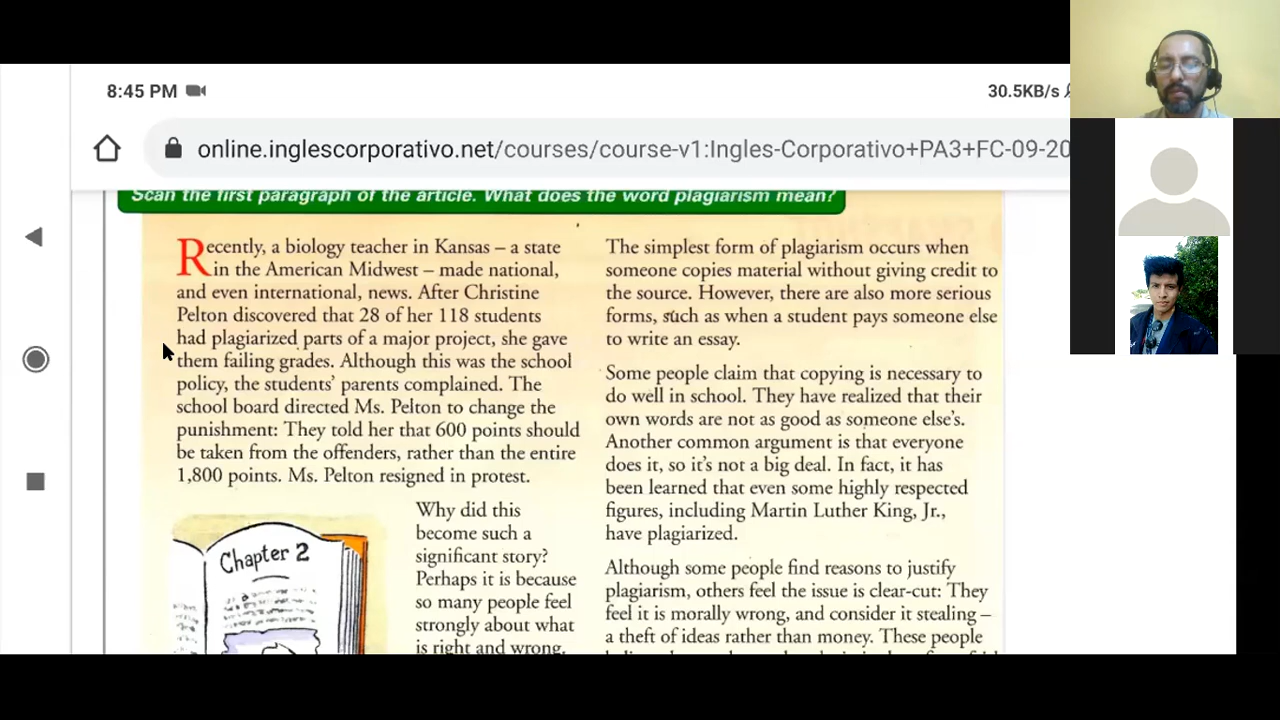 8:45 PM
30.5KB/s
online.inglescorporativo.net/courses/course-v1:Ingles-Corporativo+PA3+FC-09-20
Scan the first paragraph of the article. What does the word plagiarism mean?
Recently, a biology teacher in Kansas – a state
in the American Midwest – made national,
and even international, news. After Christine
Pelton discovered that 28 of her 118 students
had plagiarized parts of a major project, she gave
them failing grades. Although this was the school
policy, the students' parents complained. The
school board directed Ms. Pelton to change the
punishment: They told her that 600 points should
be taken from the offenders, rather than the entire
1,800 points. Ms. Pelton resigned in protest.
Chapter 2
Why did this
become such a
significant story?
Perhaps it is because
so many people feel
strongly about what
is right and wrong.
The simplest form of plagiarism occurs when
someone copies material without giving credit to
the source. However, there are also more serious
forms, such as when a student pays someone else
to write an essay.
Some people claim that copying is necessary to
do well in school. They have realized that their
own words are not as good as someone else's.
Another common argument is that everyone
does it, so it's not a big deal. In fact, it has
been learned that even some highly respected
figures, including Martin Luther King, Jr.,
have plagiarized.
Although some people find reasons to justify
plagiarism, others feel the issue is clear-cut: They
feel it is morally wrong, and consider it stealing –
a theft of ideas rather than money. These people